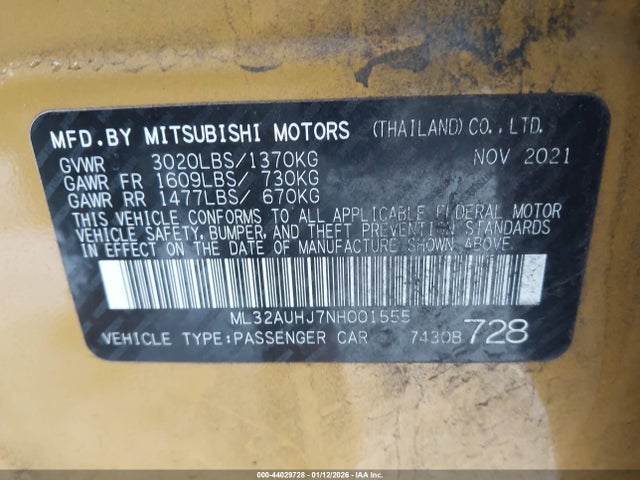 MFD.BY MITSUBISHI MOTORS (THAILAND) CO., LTD.
GVWR 3020LBS/1370KG NOV 2021
GAWR FR 1609LBS/ 730KG
GAWR RR 1477LBS/ 670KG
THIS VEHICLE CONFORMS TO ALL APPLICABLE FEDERAL MOTOR
VEHICLE SAFETY, BUMPER, AND THEFT PREVENTION STANDARDS
IN EFFECT ON THE DATE OF MANUFACTURE SHOWN ABOVE.
ML32AUHJ7NH001555
VEHICLE TYPE:PASSENGER CAR 7430B 728
000-44029728 - 01/12/2026 - IAAI, Inc.